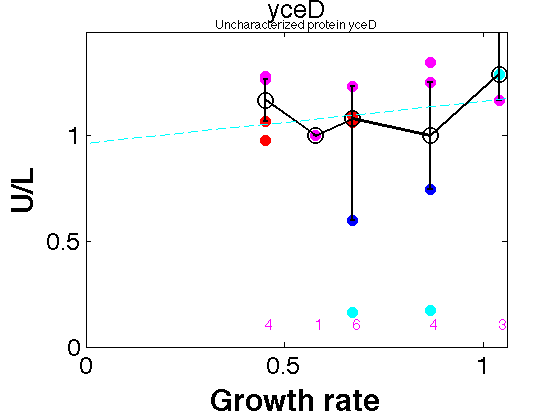 yceD
Uncharacterized protein yceD
U/L
1
0.5
0
4 1 6 4 3
0 0.5 1
Growth rate